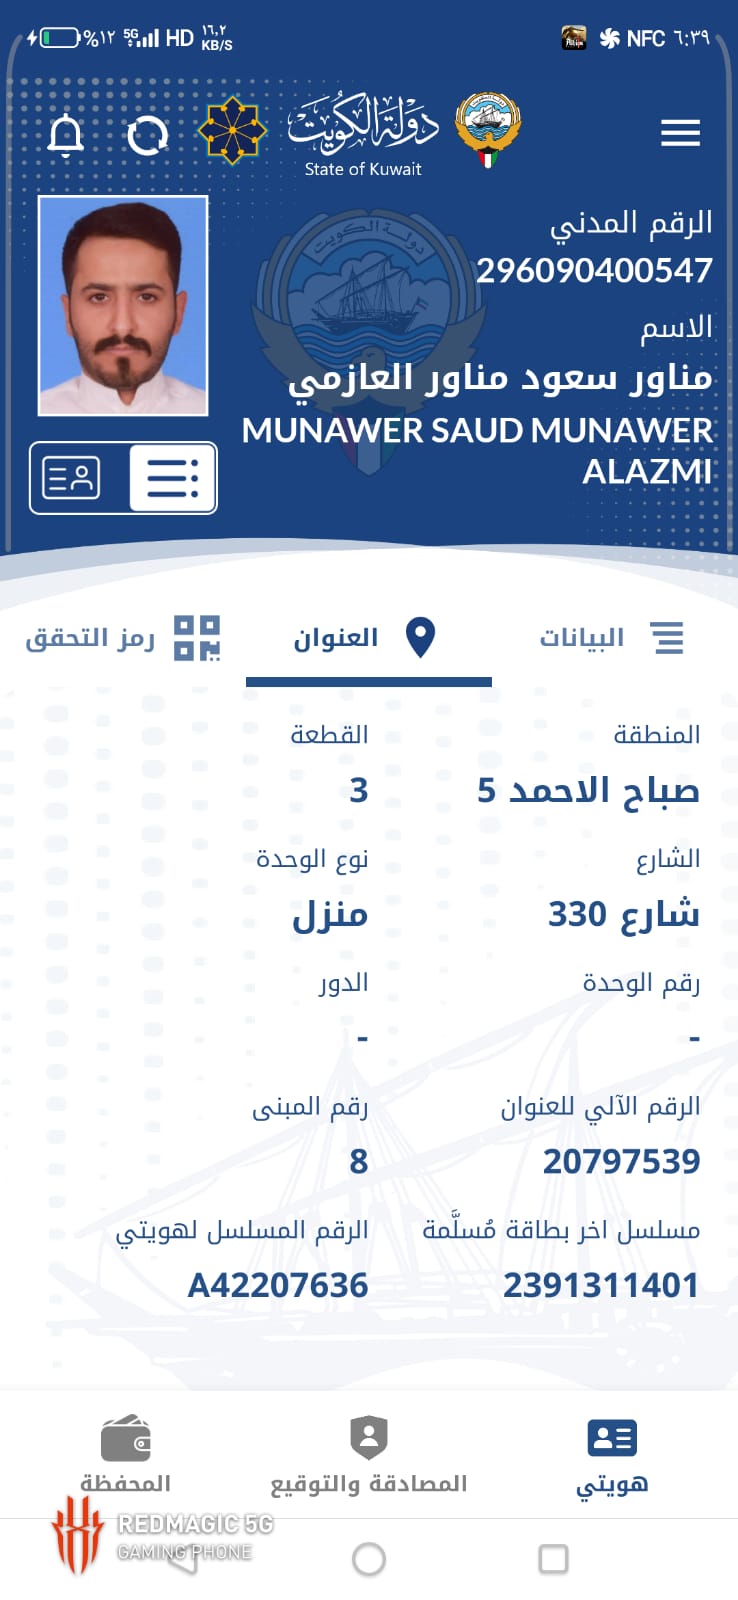 %١٢ 5G HD ١٦,٢ KB/S
NFC ٦:٣٩
دولة الكويت
State of Kuwait
الرقم المدني
296090400547
الاسم
مناور سعود مناور العازمي
MUNAWER SAUD MUNAWER
ALAZMI
البيانات
العنوان
رمز التحقق
المنطقة
القطعة
صباح الاحمد 5
3
الشارع
نوع الوحدة
شارع 330
منزل
رقم الوحدة
الدور
-
-
الرقم الآلي للعنوان
رقم المبنى
20797539
8
مسلسل اخر بطاقة مُسلَّمة
الرقم المسلسل لهويتي
2391311401
A42207636
هويتي
المصادقة والتوقيع
المحفظة
REDMAGIC 5G
GAMING PHONE